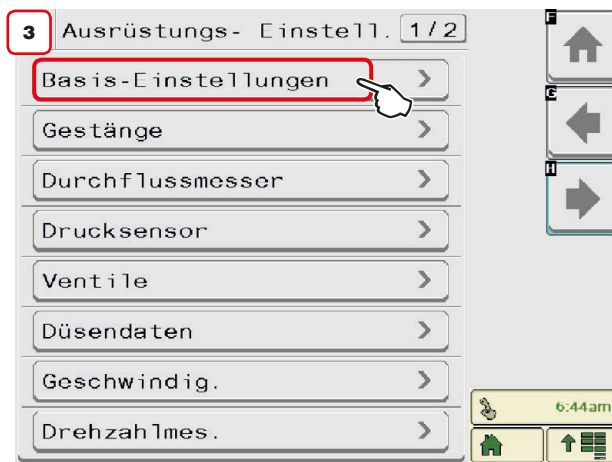 3 Ausrüstungs- Einstell. 1/2
Basis-Einstellungen
Gestänge
Durchflussmesser
Drucksensor
Ventile
Düsendaten
Geschwindig.
Drehzahlmes.
F
G
H
6:44am